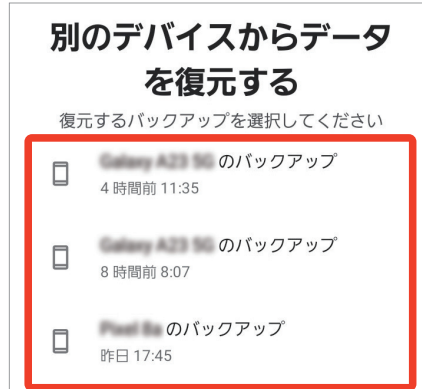 別のデバイスからデータ
を復元する
復元するバックアップを選択してください
のバックアップ
4 時間前 11:35
のバックアップ
8 時間前 8:07
のバックアップ
昨日 17:45